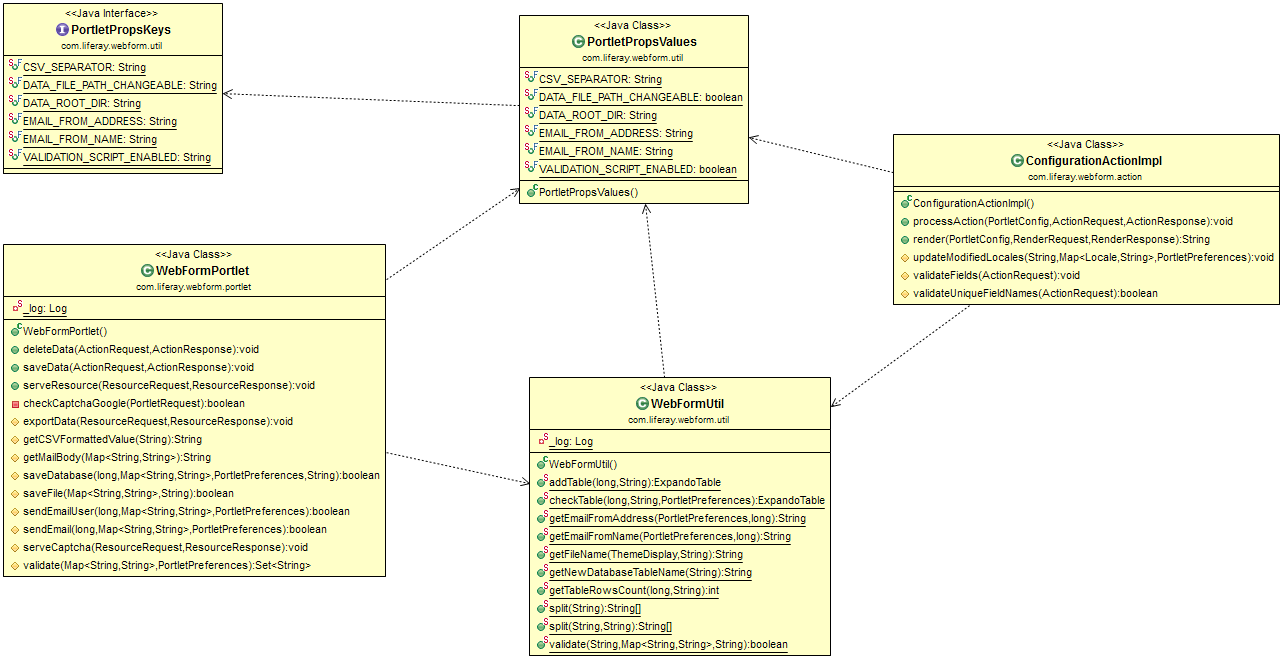 <<Java Interface>>
PortletPropsKeys
com.liferay.webform.util
CSV_SEPARATOR: String
DATA_FILE_PATH_CHANGEABLE: String
DATA_ROOT_DIR: String
EMAIL_FROM_ADDRESS: String
EMAIL_FROM_NAME: String
VALIDATION_SCRIPT_ENABLED: String
<<Java Class>>
PortletPropsValues
com.liferay.webform.util
CSV_SEPARATOR: String
DATA_FILE_PATH_CHANGEABLE: boolean
DATA_ROOT_DIR: String
EMAIL_FROM_ADDRESS: String
EMAIL_FROM_NAME: String
VALIDATION_SCRIPT_ENABLED: boolean
PortletPropsValues()
<<Java Class>>
ConfigurationActionImpl
com.liferay.webform.action
ConfigurationActionImpl()
processAction(PortletConfig,ActionRequest,ActionResponse):void
render(PortletConfig,RenderRequest,RenderResponse):String
updateModifiedLocales(String,Map<Locale,String>,PortletPreferences):void
validateFields(ActionRequest):void
validateUniqueFieldNames(ActionRequest):boolean
<<Java Class>>
WebFormPortlet
com.liferay.webform.portlet
_log: Log
WebFormPortlet()
deleteData(ActionRequest,ActionResponse):void
saveData(ActionRequest,ActionResponse):void
serveResource(ResourceRequest,ResourceResponse):void
checkCaptchaGoogle(PortletRequest):boolean
exportData(ResourceRequest,ResourceResponse):void
getCSVFormattedValue(String):String
getMailBody(Map<String,String>):String
saveDatabase(long,Map<String,String>,PortletPreferences,String):boolean
saveFile(Map<String,String>,String):boolean
sendEmailUser(long,Map<String,String>,PortletPreferences):boolean
sendEmail(long,Map<String,String>,PortletPreferences):boolean
serveCaptcha(ResourceRequest,ResourceResponse):void
validate(Map<String,String>,PortletPreferences):Set<String>
<<Java Class>>
WebFormUtil
com.liferay.webform.util
_log: Log
WebFormUtil()
addTable(long,String):ExpandoTable
checkTable(long,String,PortletPreferences):ExpandoTable
getEmailFromAddress(PortletPreferences,long):String
getEmailFromName(PortletPreferences,long):String
getFileName(ThemeDisplay,String):String
getNewDatabaseTableName(String):String
getTableRowsCount(long,String):int
split(String):String[]
split(String,String):String[]
validate(String,Map<String,String>,String):boolean